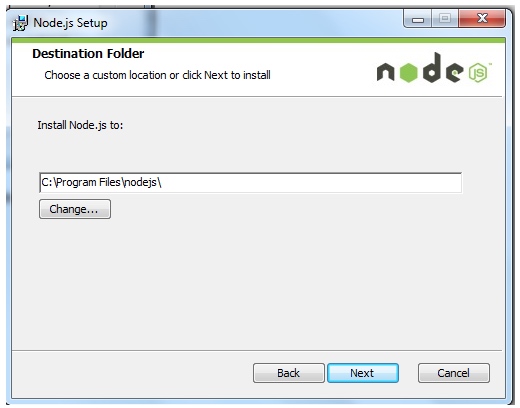 Node.js Setup
Destination Folder
Choose a custom location or click Next to install
node JS
Install Node.js to:
C:\Program Files\nodejs\
Change...
Back
Next
Cancel